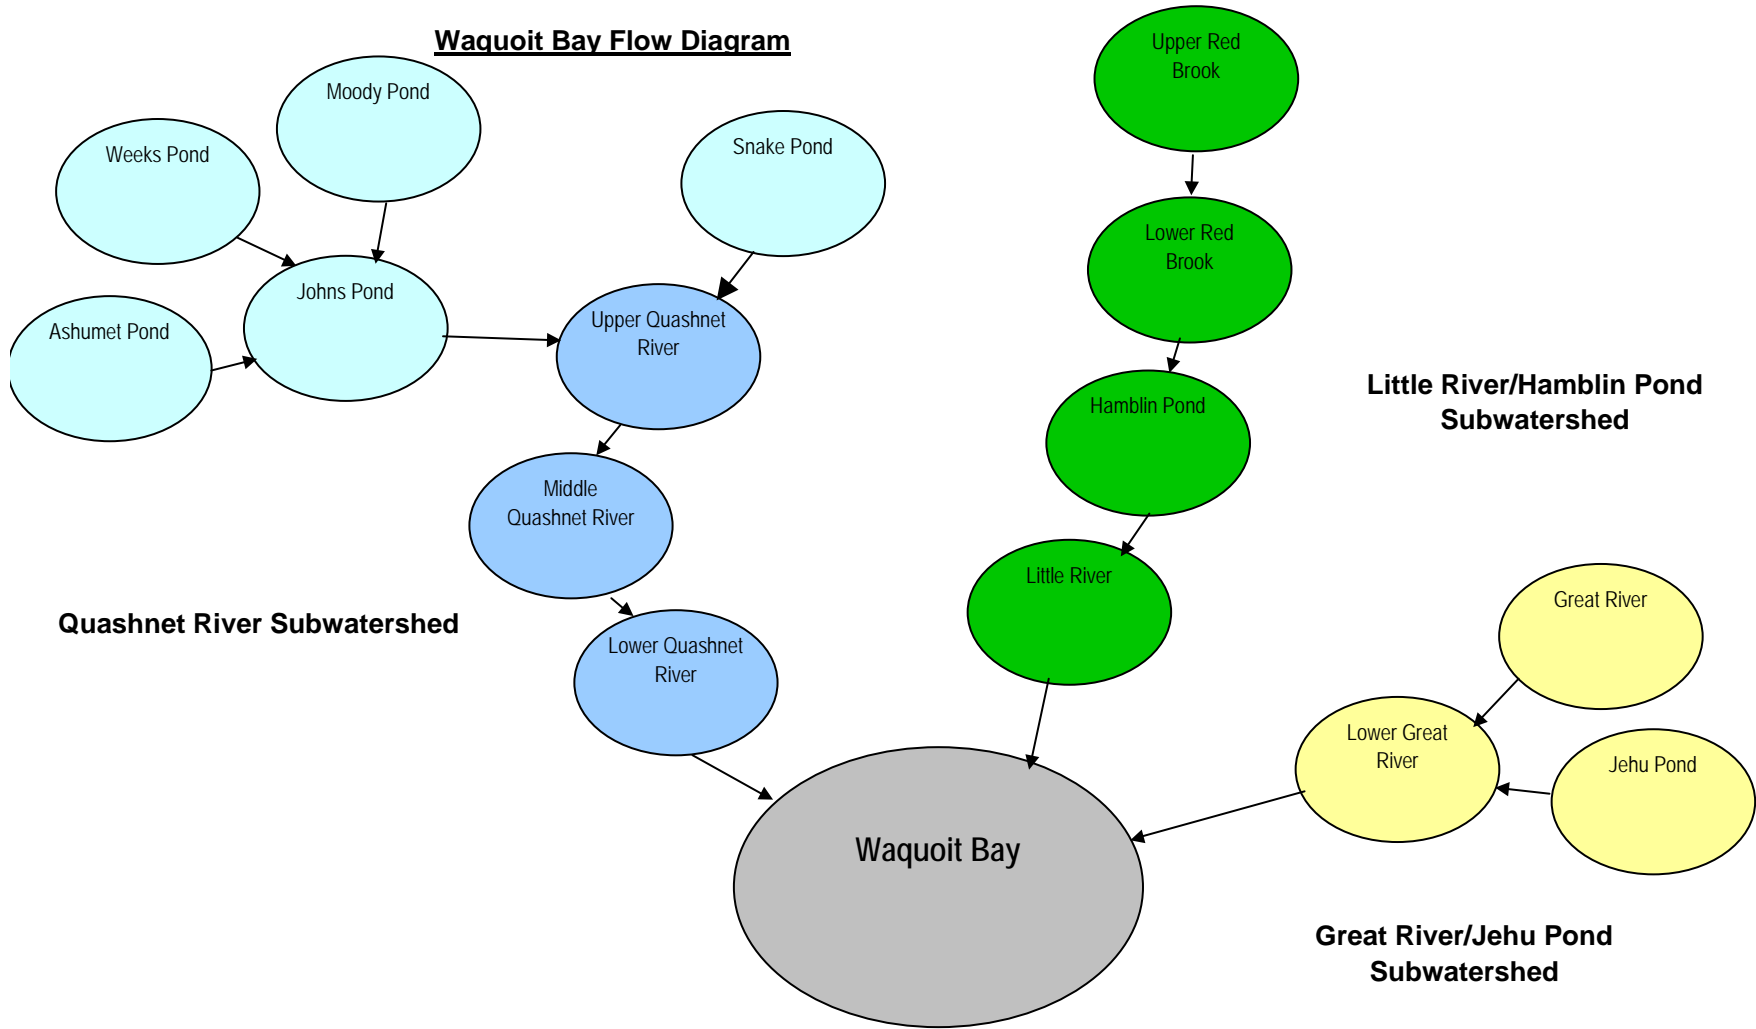 Waquoit Bay Flow Diagram
Upper Red
Brook
Moody Pond
Weeks Pond
Snake Pond
Lower Red
Brook
Johns Pond
Ashumet Pond
Upper Quashnet
River
Little River/Hamblin Pond
Subwatershed
Hamblin Pond
Middle
Quashnet River
Little River
Great River
Quashnet River Subwatershed
Lower Quashnet
River
Lower Great
River
Jehu Pond
Waquoit Bay
Great River/Jehu Pond
Subwatershed